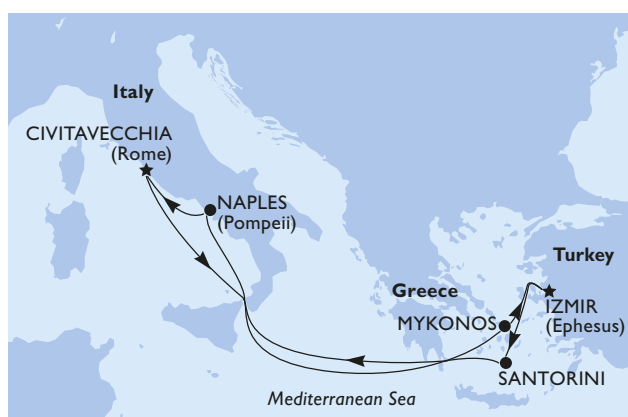 Italy
CIVITAVECCHIA
(Rome)
NAPLES
(Pompeii)
Turkey
Greece
IZMIR
(Ephesus)
MYKONOS
SANTORINI
Mediterranean Sea